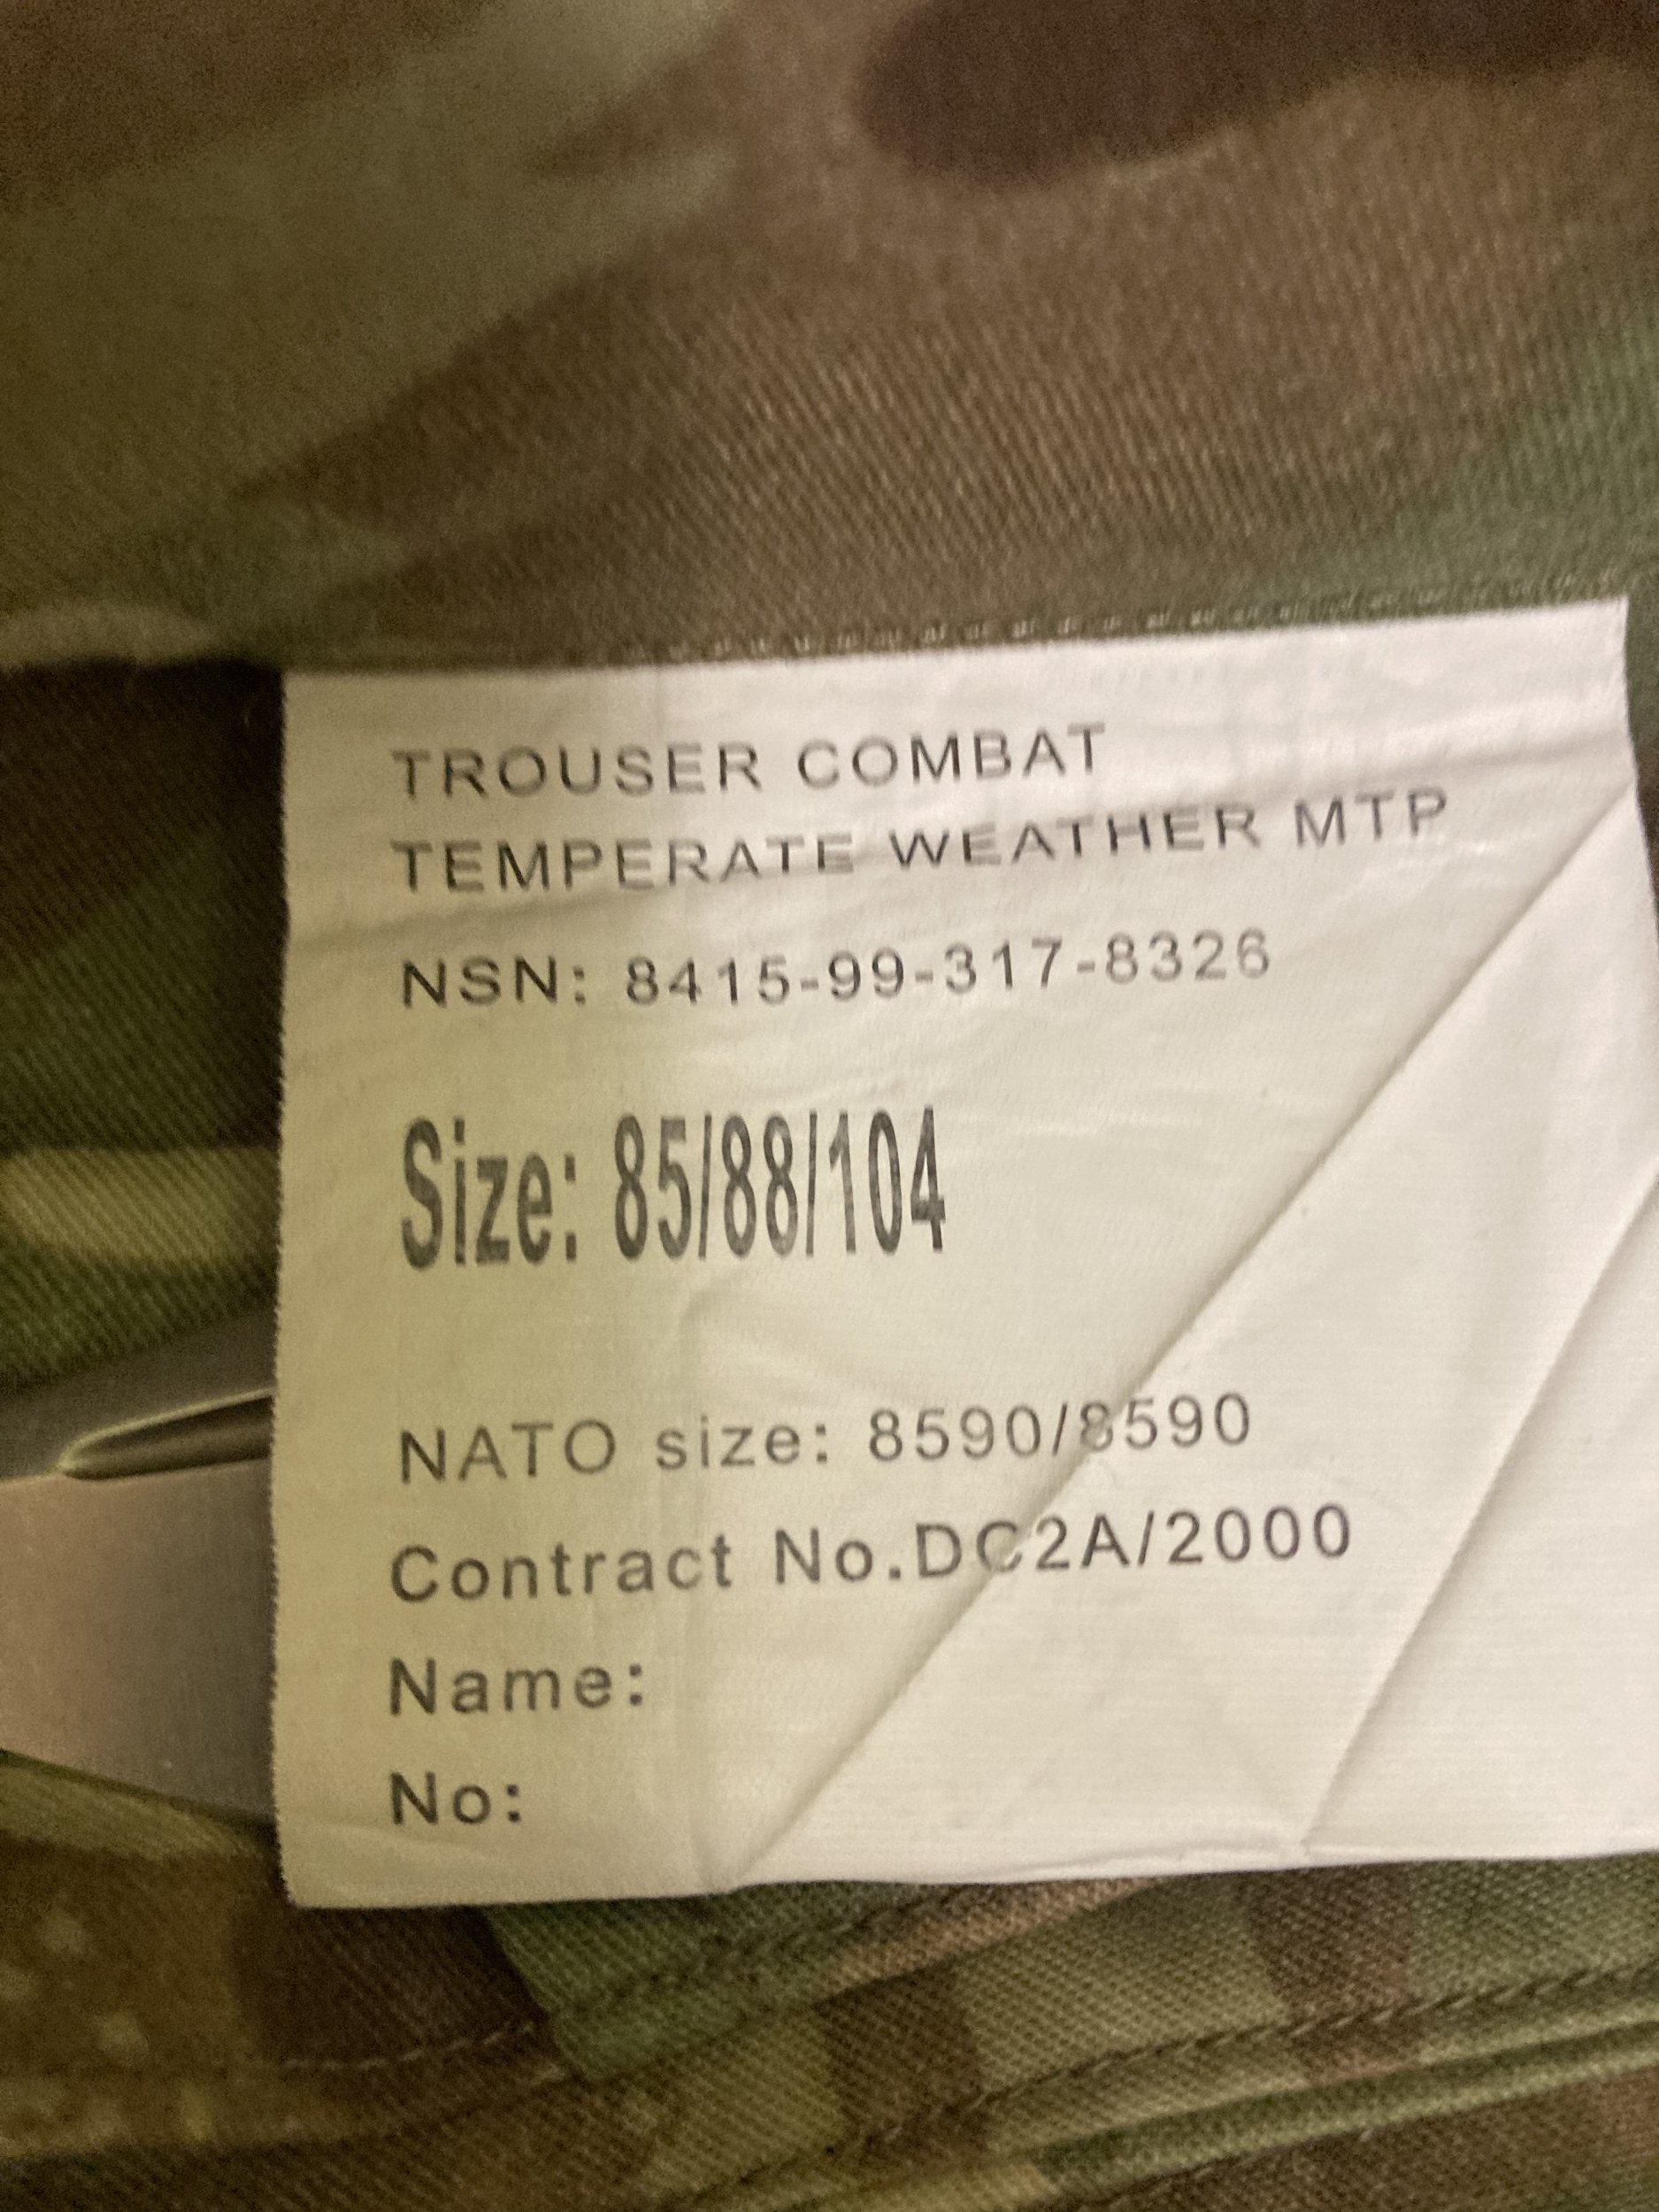 TROUSER COMBAT
TEMPERATE WEATHER MTP
NSN: 8415-99-317-8326
Size: 85/88/104
NATO size: 8590/8590
Contract No.DC2A/2000
Name:
No: